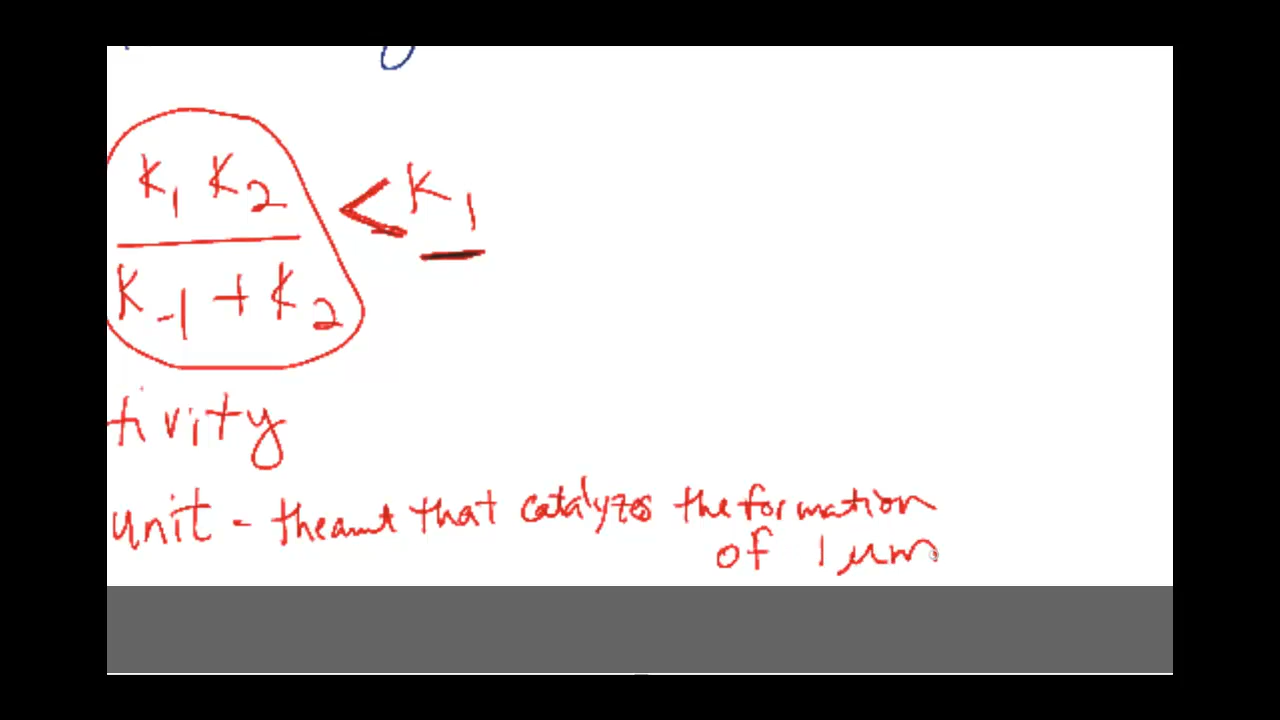 K₁ K₂ < K₁
K₋₁ + K₂
tivity
unit - the amt that catalyzes the formation
of 1 μm